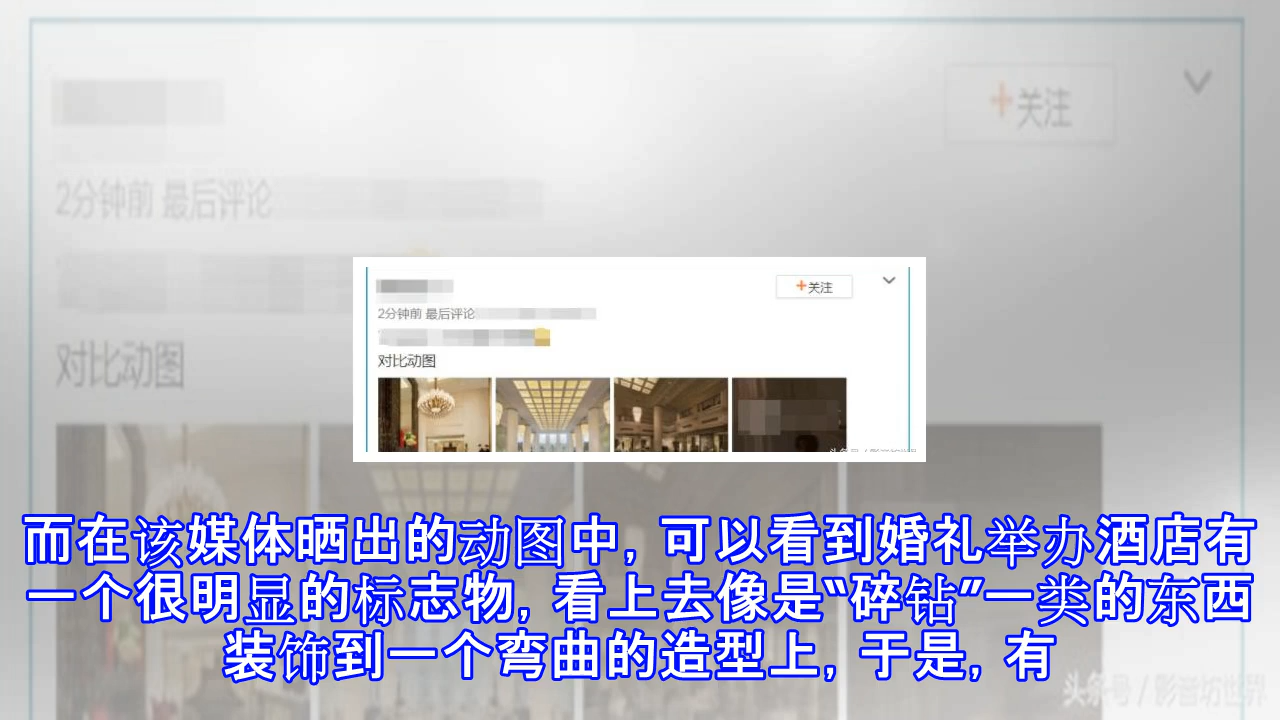 +关注
2分钟前 最后评论
对比动图
+关注
2分钟前 最后评论
对比动图
而在该媒体晒出的动图中，可以看到婚礼举办酒店有
一个很明显的标志物，看上去像是“碎钻”一类的东西
装饰到一个弯曲的造型上，于是，有
头条号 / 影音坊世界